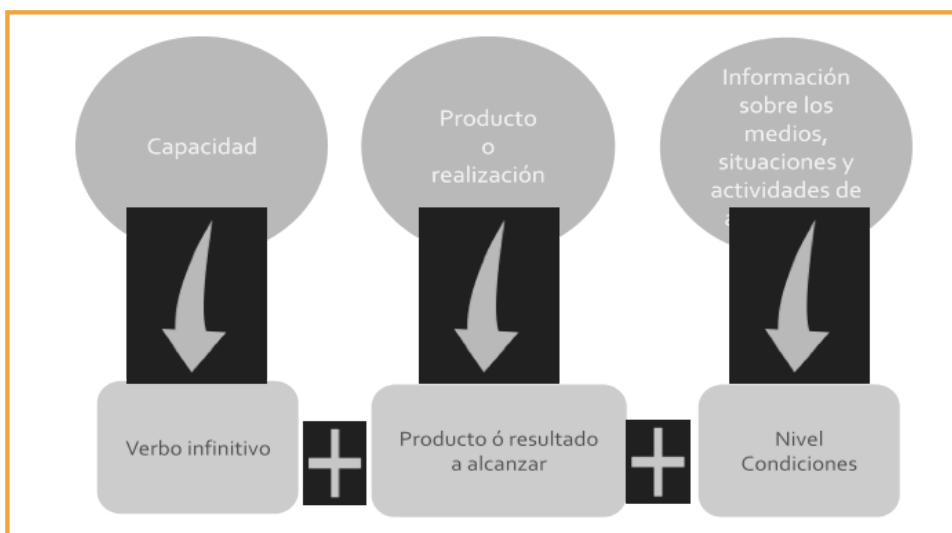 Capacidad
Producto
o
realización
Información
sobre los
medios,
situaciones y
actividades de
Verbo infinitivo
+
Producto ó resultado
a alcanzar
+
Nivel
Condiciones